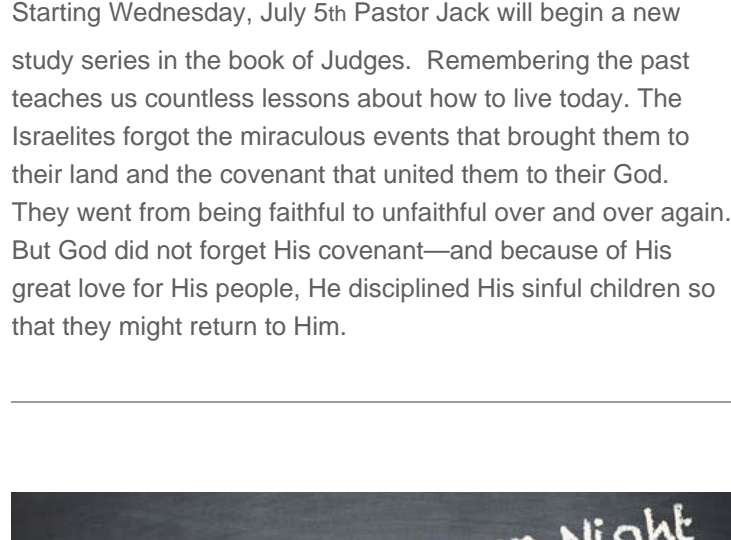 Starting Wednesday, July 5th Pastor Jack will begin a new
study series in the book of Judges.  Remembering the past
teaches us countless lessons about how to live today. The
Israelites forgot the miraculous events that brought them to
their land and the covenant that united them to their God.
They went from being faithful to unfaithful over and over again.
But God did not forget His covenant—and because of His
great love for His people, He disciplined His sinful children so
that they might return to Him.
Night